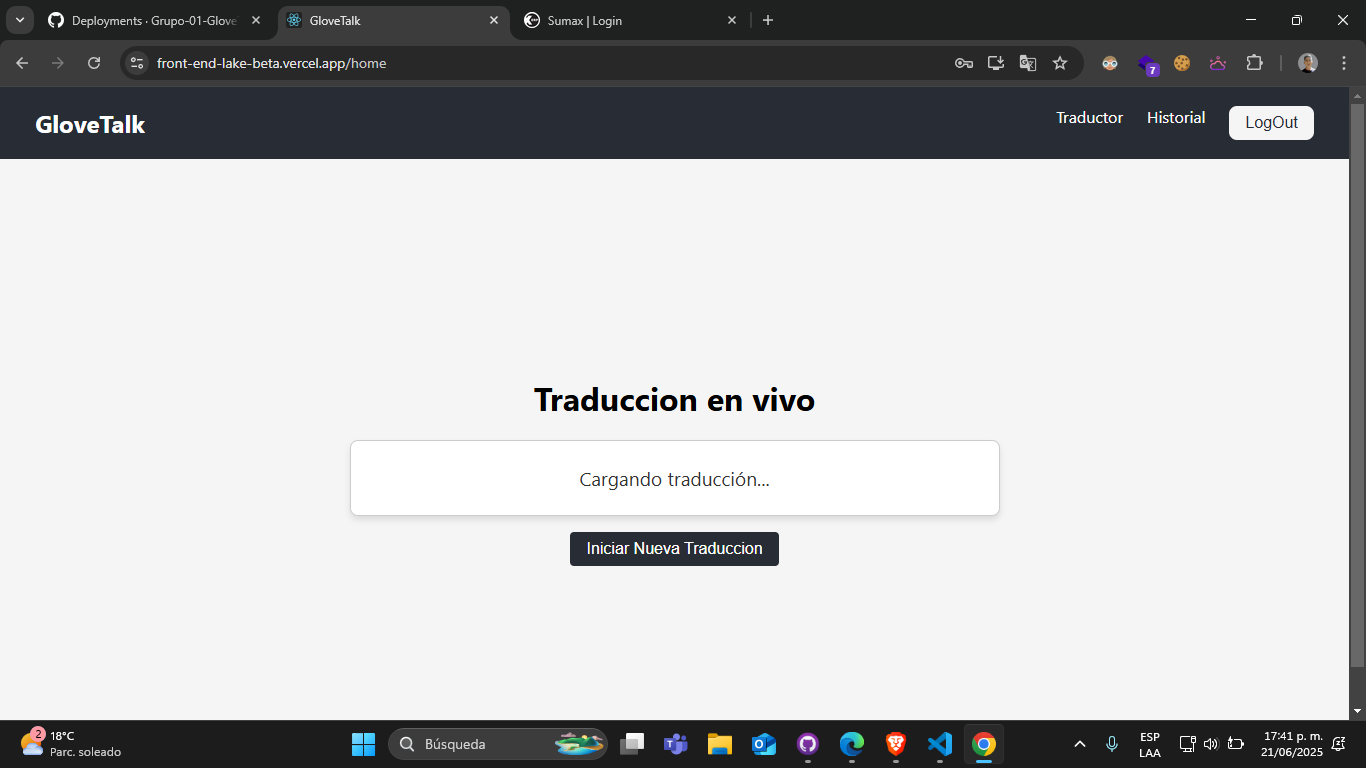 Deployments · Grupo-01-Glove
GloveTalk
Sumax | Login
front-end-lake-beta.vercel.app/home
7
GloveTalk
Traductor
Historial
LogOut
Traduccion en vivo
Cargando traducción...
Iniciar Nueva Traduccion
2
18°C
Parc. soleado
Búsqueda
ESP
LAA
17:41 p. m.
21/06/2025